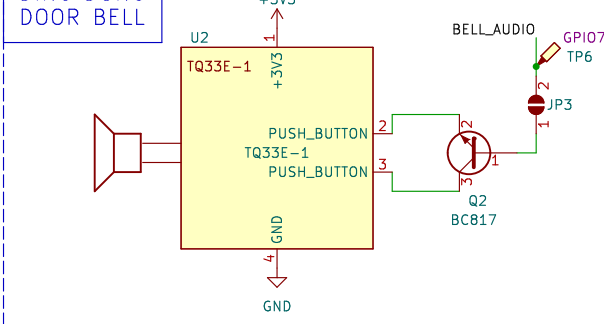 DOOR BELL
+3V3
BELL_AUDIO
GPIO7
TP6
U2
1
TQ33E-1
+3V3
2
JP3
1
PUSH_BUTTON
2
2
TQ33E-1
1
PUSH_BUTTON
3
3
Q2
BC817
GND
4
GND